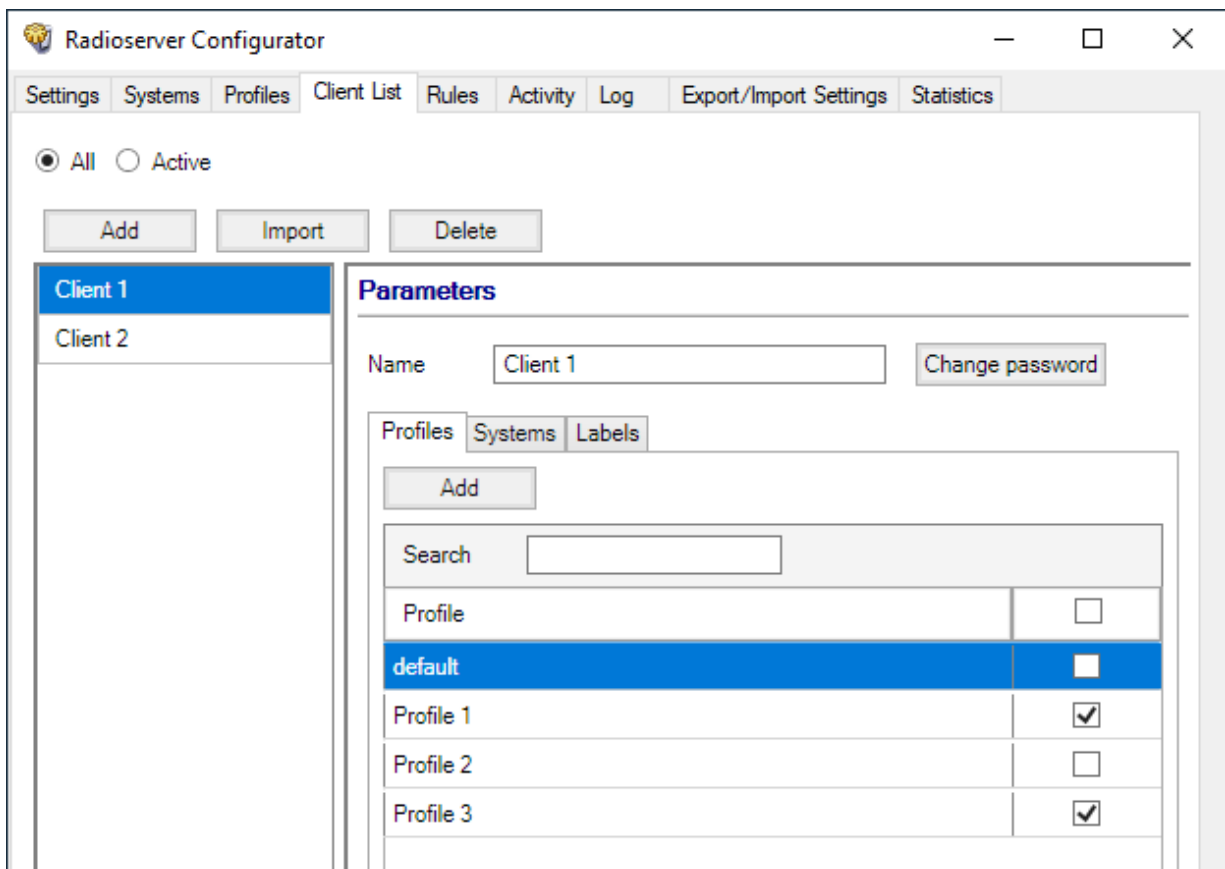 Radioserver Configurator
Settings Systems Profiles Client List Rules Activity Log Export/Import Settings Statistics
All Active
Add Import Delete
Client 1
Client 2
Parameters
Name Client 1 Change password
Profiles Systems Labels
Add
Search
Profile
default
Profile 1
Profile 2
Profile 3